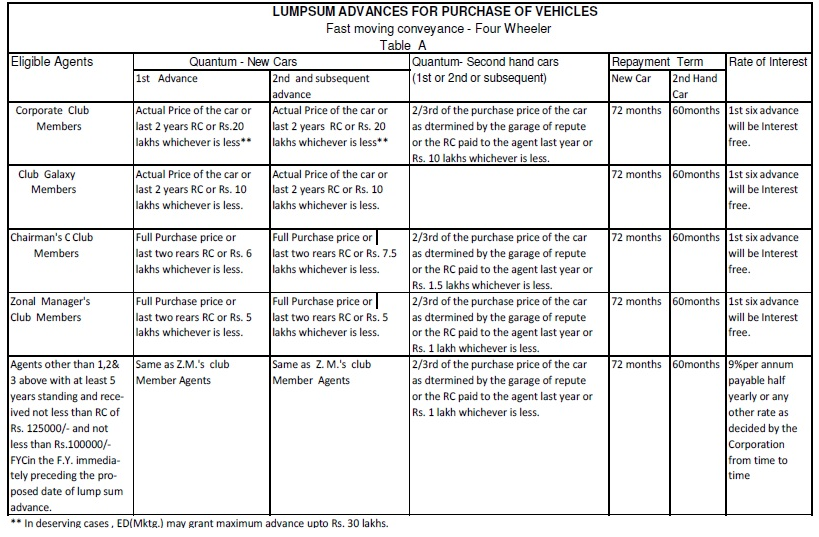 LUMPSUM ADVANCES FOR PURCHASE OF VEHICLES
Fast moving conveyance - Four Wheeler
Table A
Eligible Agents
Quantum - New Cars
Quantum- Second hand cars
(1st or 2nd or subsequent)
Repayment Term
Rate of Interest
1st Advance
2nd and subsequent
advance
New Car
2nd Hand
Car
Corporate Club
Members
Actual Price of the car or
last 2 years RC or Rs.20
lakhs whichever is less**
Actual Price of the car or
last 2 years RC or Rs. 20
lakhs whichever is less**
2/3rd of the purchase price of the car
as dtermined by the garage of repute
or the RC paid to the agent last year or
Rs. 10 lakhs whichever is less.
72 months
60months
1st six advance
will be Interest
free.
Club Galaxy
Members
Actual Price of the car or
last 2 years RC or Rs. 10
lakhs whichever is less.
Actual Price of the car or
last 2 years RC or Rs. 10
lakhs whichever is less.
72 months
60months
1st six advance
will be Interest
free.
Chairman's C Club
Members
Full Purchase price or
last two rears RC or Rs. 6
lakhs whichever is less.
Full Purchase price or
last two rears RC or Rs. 7.5
lakhs whichever is less.
2/3rd of the purchase price of the car
as determined by the garage of repute
or the RC paid to the agent last year or
Rs. 1.5 lakhs whichever is less.
72 months
60months
1st six advance
will be Interest
free.
Zonal Manager's
Club Members
Full Purchase price or
last two rears RC or Rs. 5
lakhs whichever is less.
Full Purchase price or
last two rears RC or Rs. 5
lakhs whichever is less.
2/3rd of the purchase price of the car
as determined by the garage of repute
or the RC paid to the agent last year or
Rs. 1 lakh whichever is less.
72 months
60months
1st six advance
will be Interest
free.
Agents other than 1,2&
3 above with at least 5
years standing and rece-
ived not less than RC of
Rs. 125000/- and not
less than Rs.100000/-
FYCin the F.Y. immedia-
tely preceding the pro-
posed date of lump sum
advance.
Same as Z.M.'s club
Member Agents
Same as Z. M.'s club
Member Agents
2/3rd of the purchase price of the car
as determined by the garage of repute
or the RC paid to the agent last year or
Rs. 1 lakh whichever is less.
72 months
60months
9%per annum
payable half
yearly or any
other rate as
decided by the
Corporation
from time to
time
** In deserving cases , ED(Mktg.) may grant maximum advance upto Rs. 30 lakhs.